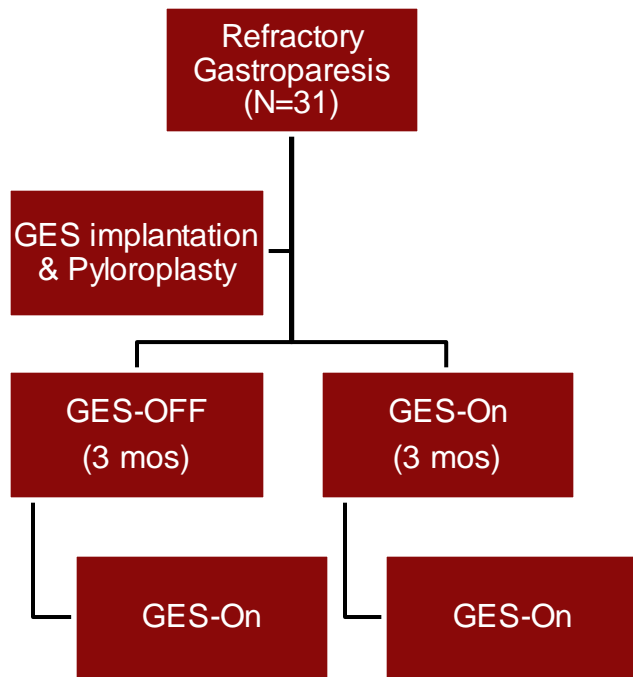 Refractory
Gastroparesis
(N=31)
GES implantation
& Pyloroplasty
GES-OFF
(3 mos)
GES-On
(3 mos)
GES-On
GES-On